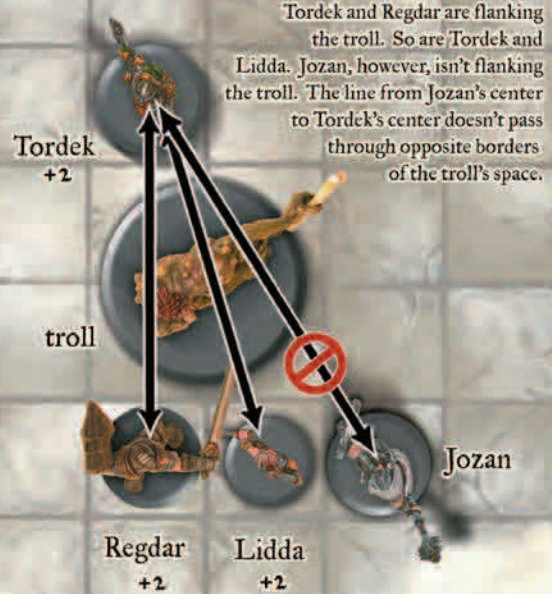 Tordek and Regdar are flanking
the troll. So are Tordek and
Lidda. Jozan, however, isn't flanking
the troll. The line from Jozan's center
to Tordek's center doesn't pass
through opposite borders
of the troll's space.
Tordek
+2
troll
Jozan
Regdar
+2
Lidda
+2